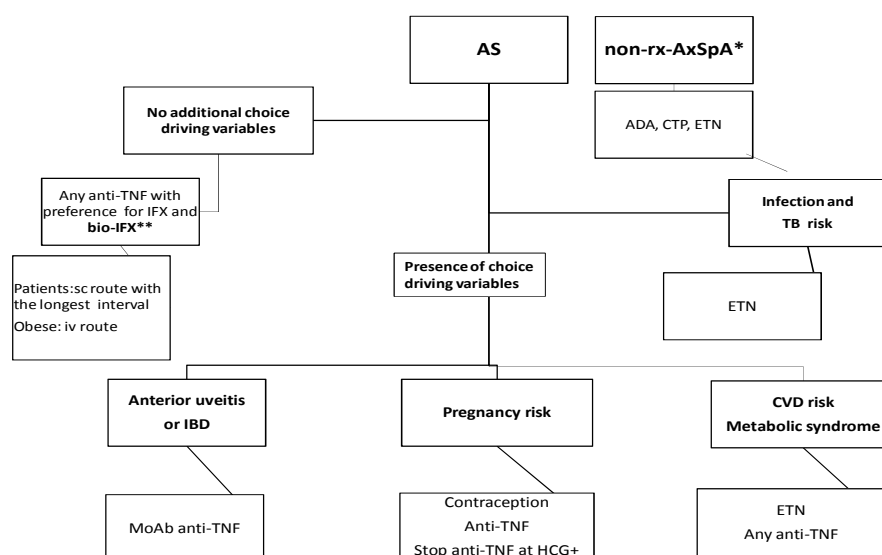 AS
non-rx-AxSpA*
No additional choice
driving variables
ADA, CTP, ETN
Any anti-TNF with
preference for IFX and
bio-IFX**
Infection and
TB risk
Patients:sc route with
the longest interval
Obese: iv route
Presence of choice
driving variables
ETN
Anterior uveitis
or IBD
Pregnancy risk
CVD risk
Metabolic syndrome
MoAb anti-TNF
Contraception
Anti-TNF
Stop anti-TNF at HCG+
ETN
Any anti-TNF